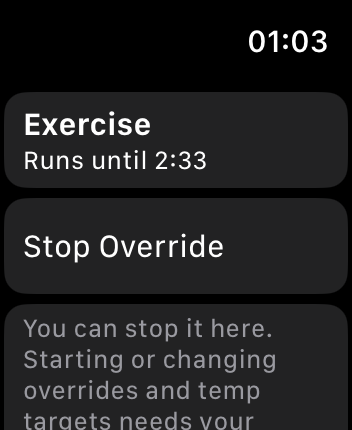 01:03
Exercise
Runs until 2:33
Stop Override
You can stop it here.
Starting or changing
overrides and temp
targets needs your